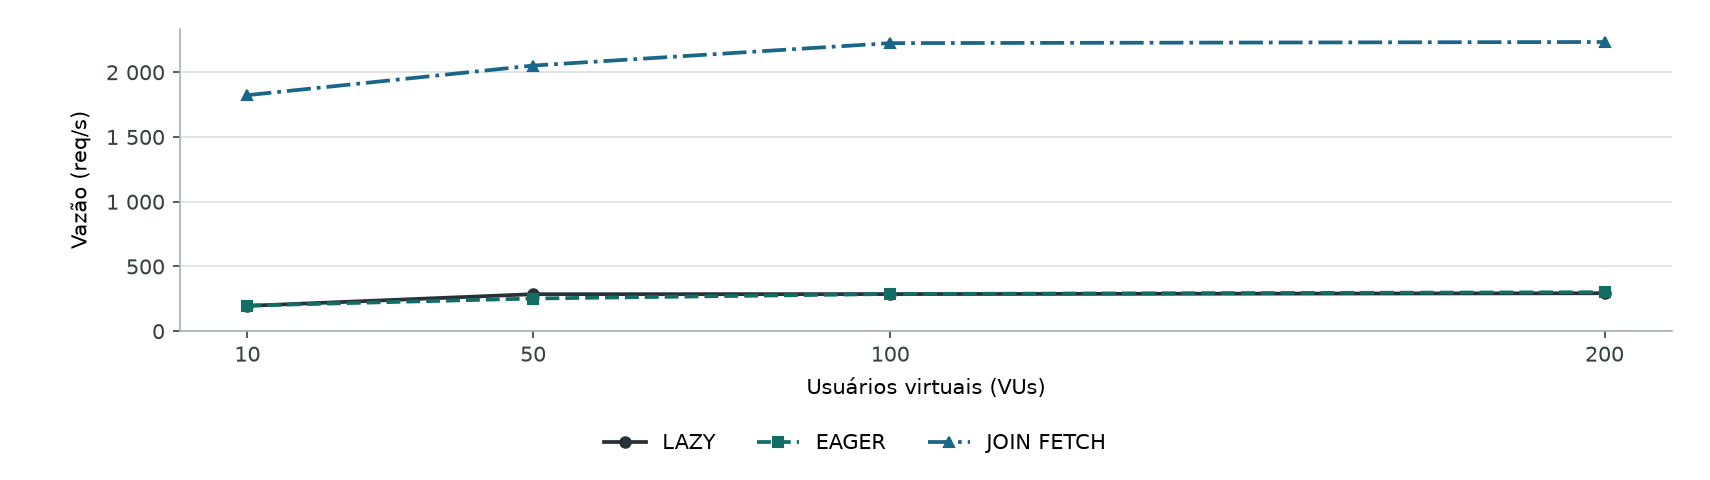 2 000
1 500
1 000
500
0
Vazão (req/s)
10 50 100 200
Usuários virtuais (VUs)
LAZY EAGER JOIN FETCH